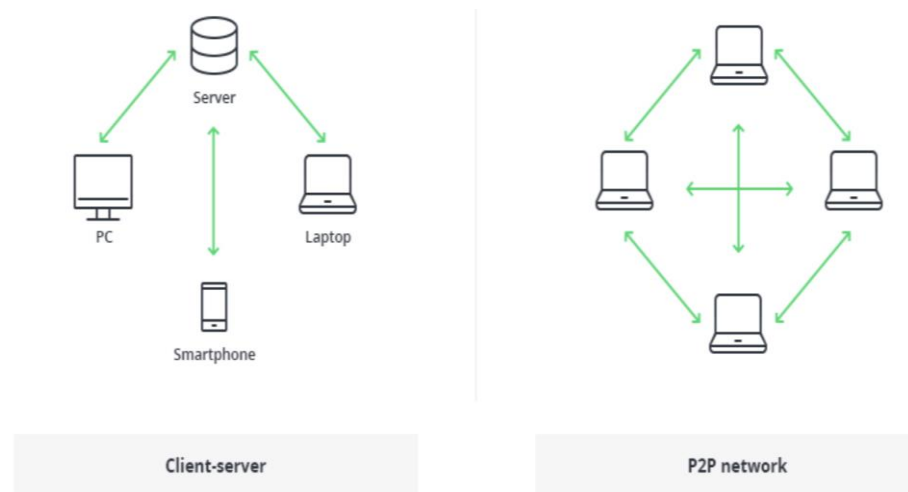 Server
PC
Laptop
Smartphone
Client-server
P2P network